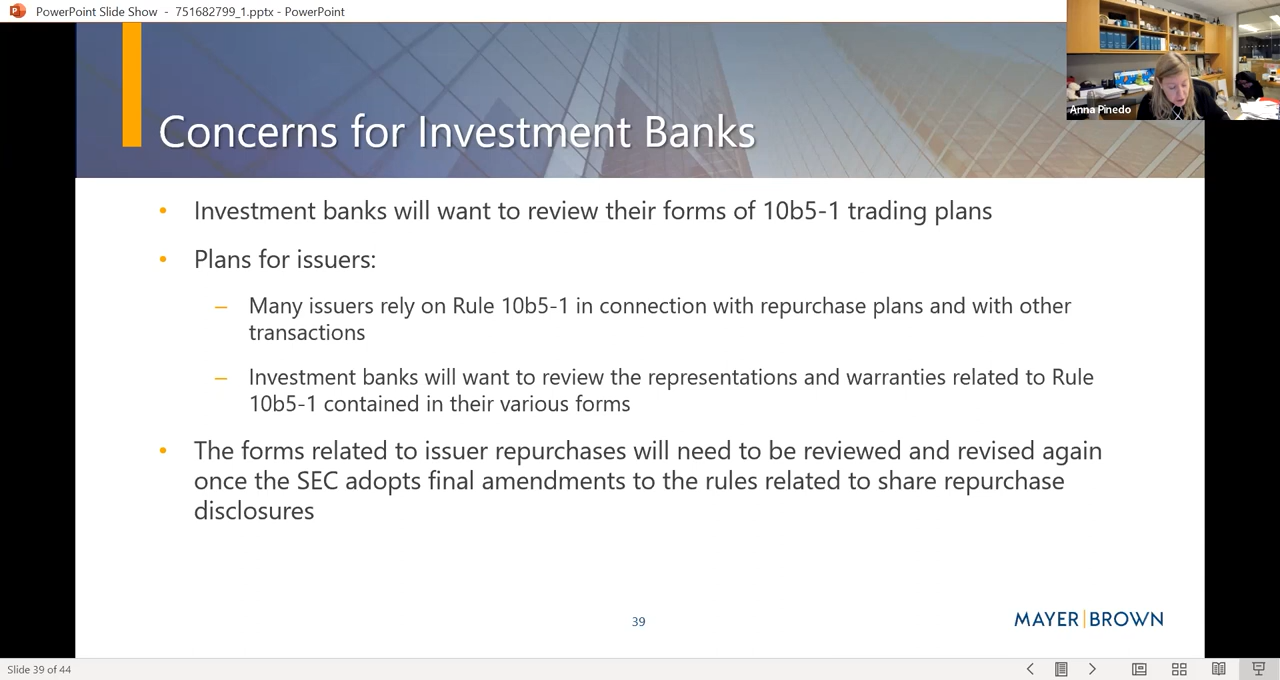 PowerPoint Slide Show - 751682799_1.pptx - PowerPoint
Anna Pinedo
Concerns for Investment Banks
• Investment banks will want to review their forms of 10b5-1 trading plans
• Plans for issuers:
– Many issuers rely on Rule 10b5-1 in connection with repurchase plans and with other
transactions
– Investment banks will want to review the representations and warranties related to Rule
10b5-1 contained in their various forms
• The forms related to issuer repurchases will need to be reviewed and revised again
once the SEC adopts final amendments to the rules related to share repurchase
disclosures
39
MAYER|BROWN
Slide 39 of 44